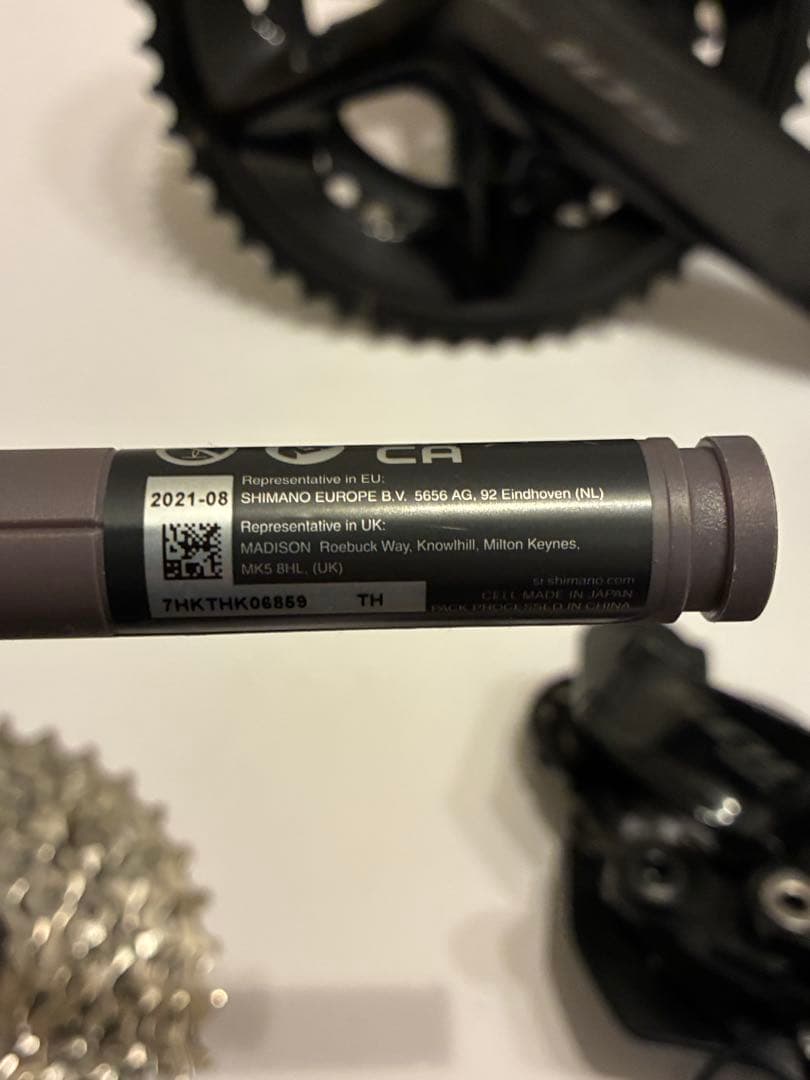 CA
2021-08
Representative in EU:
SHIMANO EUROPE B.V. 5656 AG, 92 Eindhoven (NL)
Representative in UK:
MADISON Roebuck Way, Knowlhill, Milton Keynes,
MK5 8HL, (UK)
7HKTHK06859 TH
si.shimano.com
CELL MADE IN JAPAN
PACK PROCESSED IN CHINA